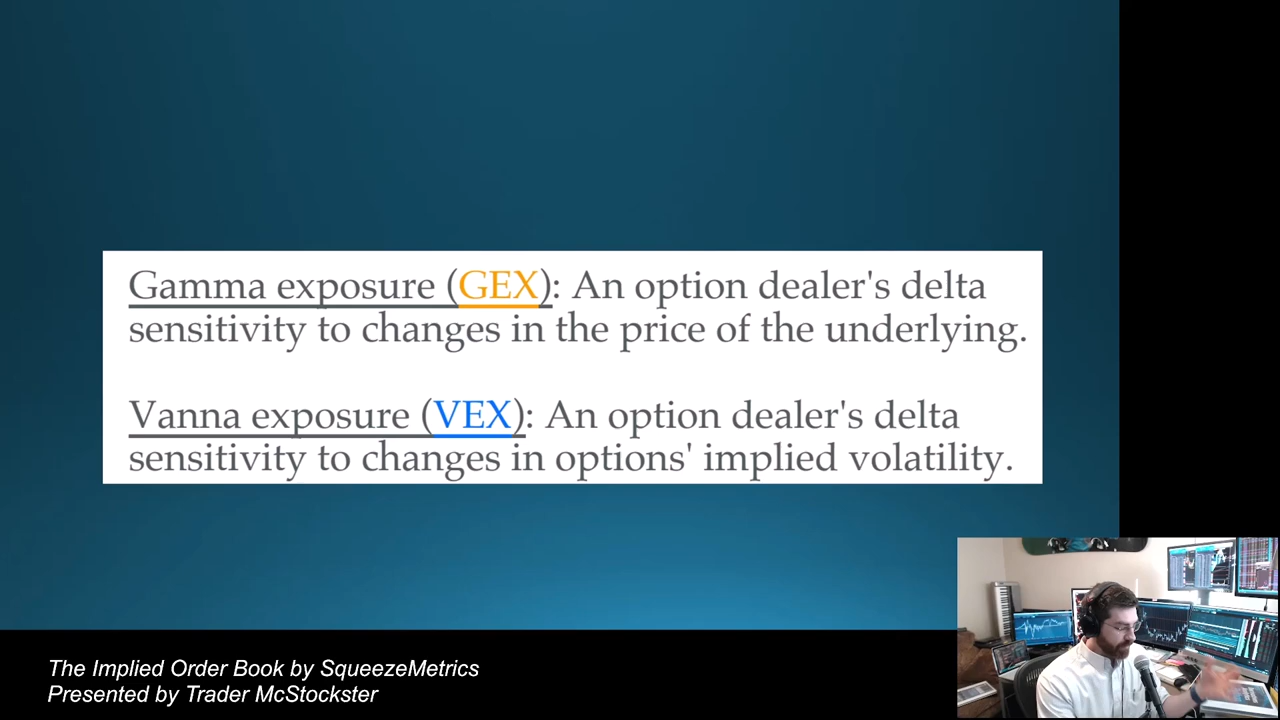 Gamma exposure (GEX): An option dealer's delta
sensitivity to changes in the price of the underlying.
Vanna exposure (VEX): An option dealer's delta
sensitivity to changes in options' implied volatility.
The Implied Order Book by SqueezeMetrics
Presented by Trader McStockster